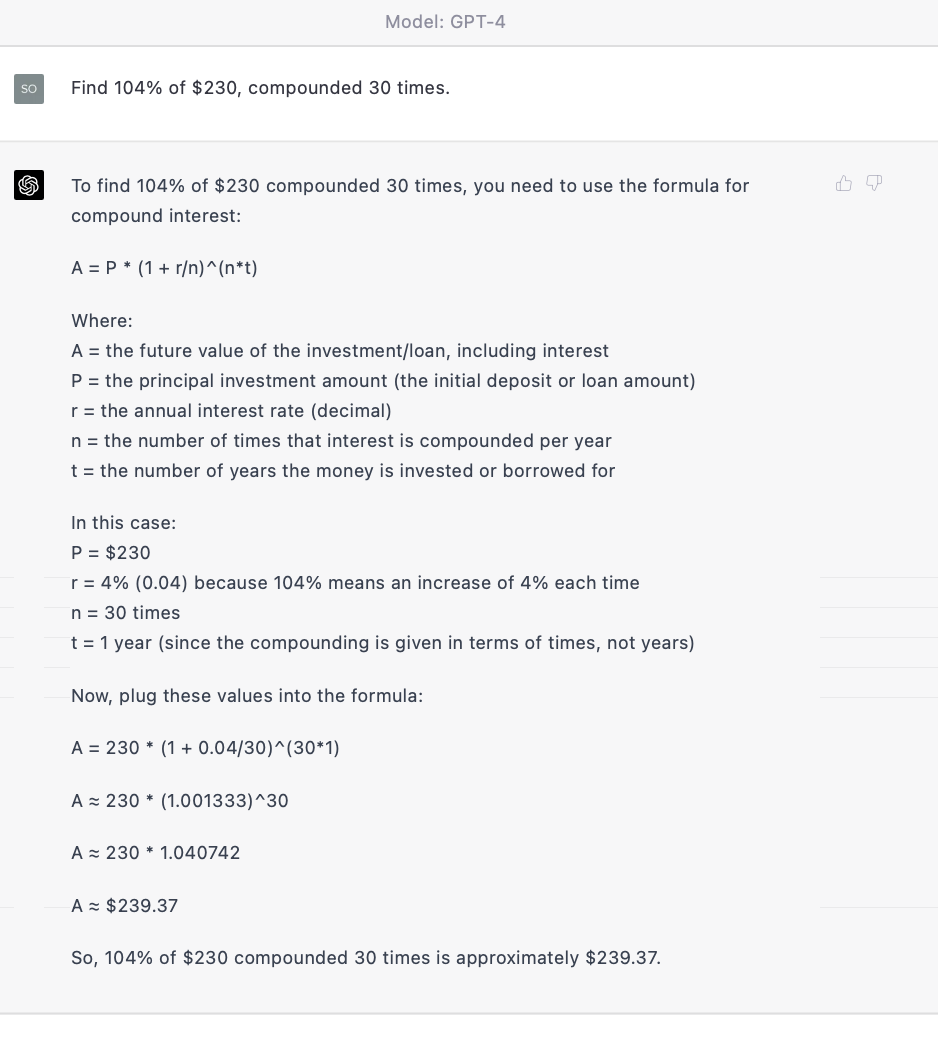 Model: GPT-4
SO
Find 104% of $230, compounded 30 times.
To find 104% of $230 compounded 30 times, you need to use the formula for
compound interest:
A = P * (1 + r/n)^(n*t)
Where:
A = the future value of the investment/loan, including interest
P = the principal investment amount (the initial deposit or loan amount)
r = the annual interest rate (decimal)
n = the number of times that interest is compounded per year
t = the number of years the money is invested or borrowed for
In this case:
P = $230
r = 4% (0.04) because 104% means an increase of 4% each time
n = 30 times
t = 1 year (since the compounding is given in terms of times, not years)
Now, plug these values into the formula:
A = 230 * (1 + 0.04/30)^(30*1)
A ≈ 230 * (1.001333)^30
A ≈ 230 * 1.040742
A ≈ $239.37
So, 104% of $230 compounded 30 times is approximately $239.37.